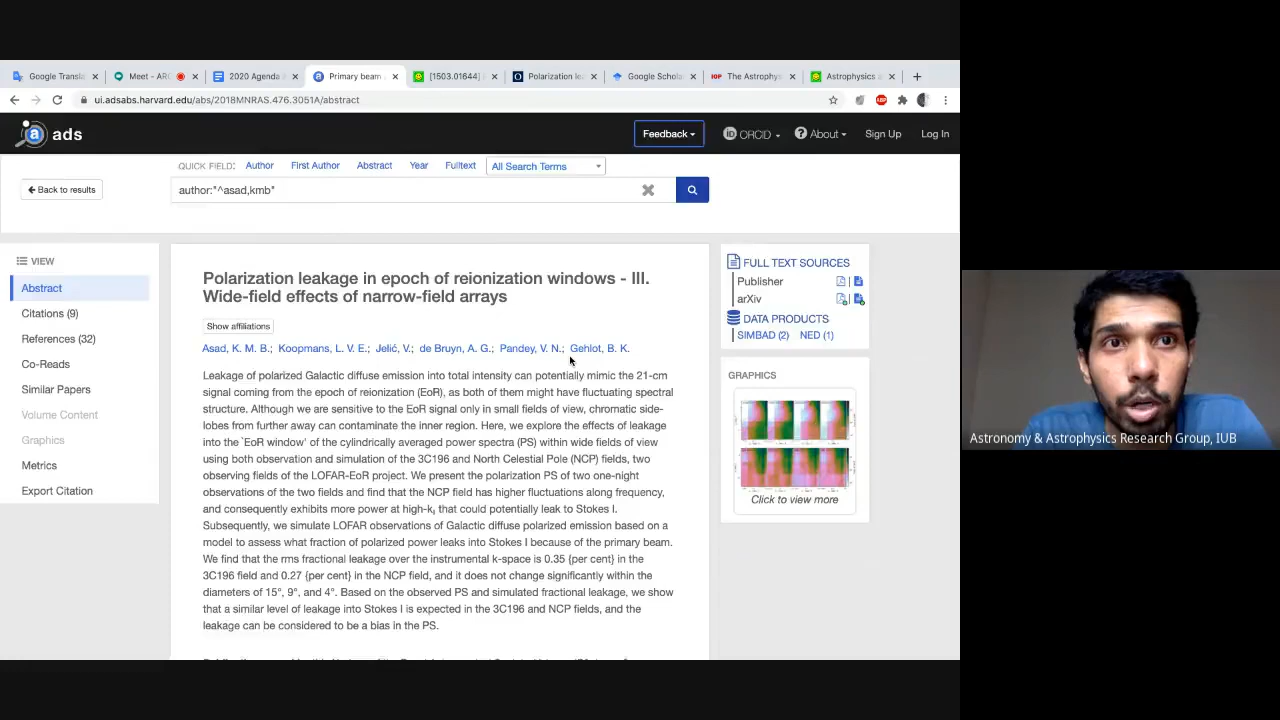 Google Transla
Meet - AR
2020 Agenda
Primary beam
[1503.01644]
Polarization le
Google Schola
IOP The Astrophy
Astrophysics
ui.adsabs.harvard.edu/abs/2018MNRAS.476.3051A/abstract
a ads
Feedback
iD ORCID
About
Sign Up
Log In
QUICK FIELD: Author First Author Abstract Year Fulltext All Search Terms
Back to results
author:"^asad,kmb"
VIEW
Abstract
Citations (9)
References (32)
Co-Reads
Similar Papers
Volume Content
Graphics
Metrics
Export Citation
Polarization leakage in epoch of reionization windows - III.
Wide-field effects of narrow-field arrays
Show affiliations
Asad, K. M. B.; Koopmans, L. V. E.; Jelić, V.; de Bruyn, A. G.; Pandey, V. N.; Gehlot, B. K.
Leakage of polarized Galactic diffuse emission into total intensity can potentially mimic the 21-cm
signal coming from the epoch of reionization (EoR), as both of them might have fluctuating spectral
structure. Although we are sensitive to the EoR signal only in small fields of view, chromatic side-
lobes from further away can contaminate the inner region. Here, we explore the effects of leakage
into the `EoR window' of the cylindrically averaged power spectra (PS) within wide fields of view
using both observation and simulation of the 3C196 and North Celestial Pole (NCP) fields, two
observing fields of the LOFAR-EoR project. We present the polarization PS of two one-night
observations of the two fields and find that the NCP field has higher fluctuations along frequency,
and consequently exhibits more power at high-k∥ that could potentially leak to Stokes I.
Subsequently, we simulate LOFAR observations of Galactic diffuse polarized emission based on a
model to assess what fraction of polarized power leaks into Stokes I because of the primary beam.
We find that the rms fractional leakage over the instrumental k-space is 0.35 {per cent} in the
3C196 field and 0.27 {per cent} in the NCP field, and it does not change significantly within the
diameters of 15°, 9°, and 4°. Based on the observed PS and simulated fractional leakage, we show
that a similar level of leakage into Stokes I is expected in the 3C196 and NCP fields, and the
leakage can be considered to be a bias in the PS.
FULL TEXT SOURCES
Publisher
arXiv
DATA PRODUCTS
SIMBAD (2) NED (1)
GRAPHICS
Click to view more
Astronomy & Astrophysics Research Group, IUB